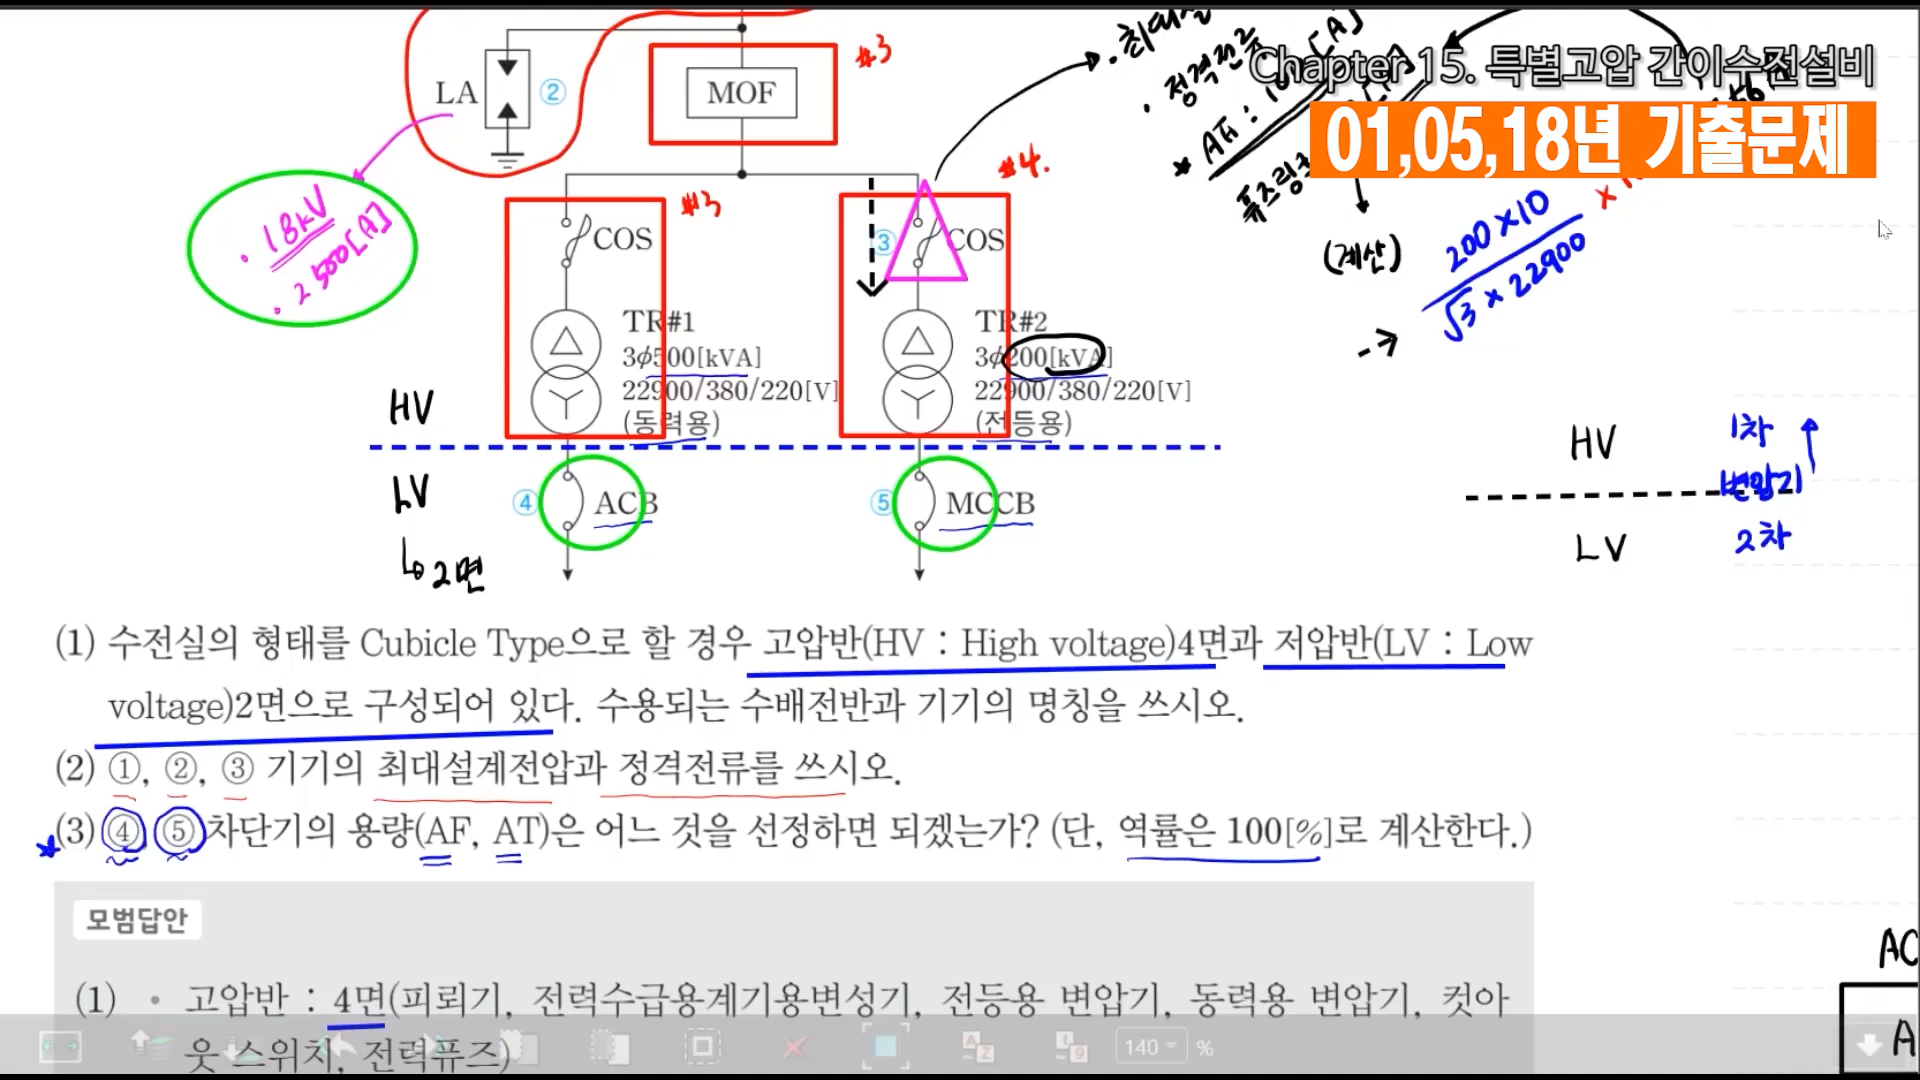 Chapter 15. 특별고압 간이수전설비
01,05,18년 기출문제
LA ②
MOF
#3
#4.
정격전류
(계산)
200×10
√3 × 22900
18kV
2500[A]
#3
COS
③ COS
TR#1
3ϕ500[kVA]
22900/380/220[V]
(동력용)
TR#2
3ϕ200[kVA]
22900/380/220[V]
(전등용)
HV
LV
2면
④ ACB
⑤ MCCB
HV
LV
1차
변압기
2차
(1) 수전실의 형태를 Cubicle Type으로 할 경우 고압반(HV : High voltage)4면과 저압반(LV : Low
voltage)2면으로 구성되어 있다. 수용되는 수배전반과 기기의 명칭을 쓰시오.
(2) ①, ②, ③ 기기의 최대설계전압과 정격전류를 쓰시오.
(3) ④ ⑤ 차단기의 용량(AF, AT)은 어느 것을 선정하면 되겠는가? (단, 역률은 100[%]로 계산한다.)
모범답안
(1) • 고압반 : 4면(피뢰기, 전력수급용계기용변성기, 전등용 변압기, 동력용 변압기, 컷아
웃 스위치, 전력퓨즈)
140 %